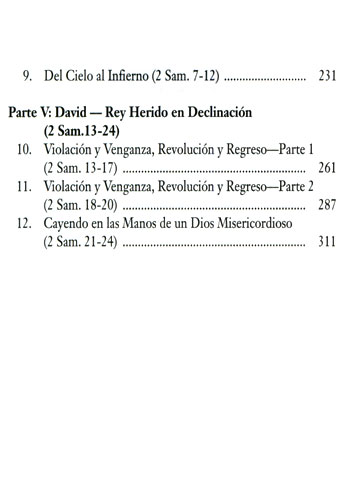 9. Del Cielo al Infierno (2 Sam. 7-12) ........................... 231
Parte V: David — Rey Herido en Declinación
(2 Sam.13-24)
10. Violación y Venganza, Revolución y Regreso—Parte 1
(2 Sam. 13-17) ............................................................ 261
11. Violación y Venganza, Revolución y Regreso—Parte 2
(2 Sam. 18-20) ............................................................ 287
12. Cayendo en las Manos de un Dios Misericordioso
(2 Sam. 21-24) ............................................................ 311